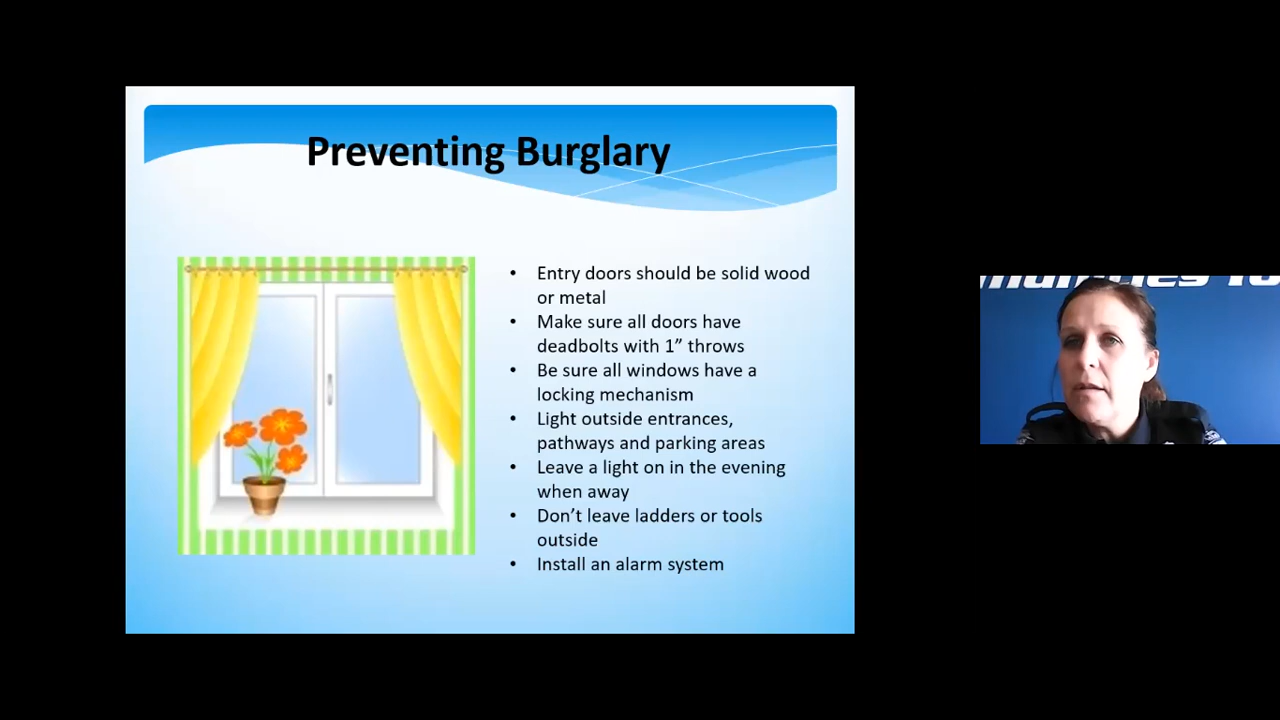 Preventing Burglary
• Entry doors should be solid wood
or metal
• Make sure all doors have
deadbolts with 1” throws
• Be sure all windows have a
locking mechanism
• Light outside entrances,
pathways and parking areas
• Leave a light on in the evening
when away
• Don’t leave ladders or tools
outside
• Install an alarm system